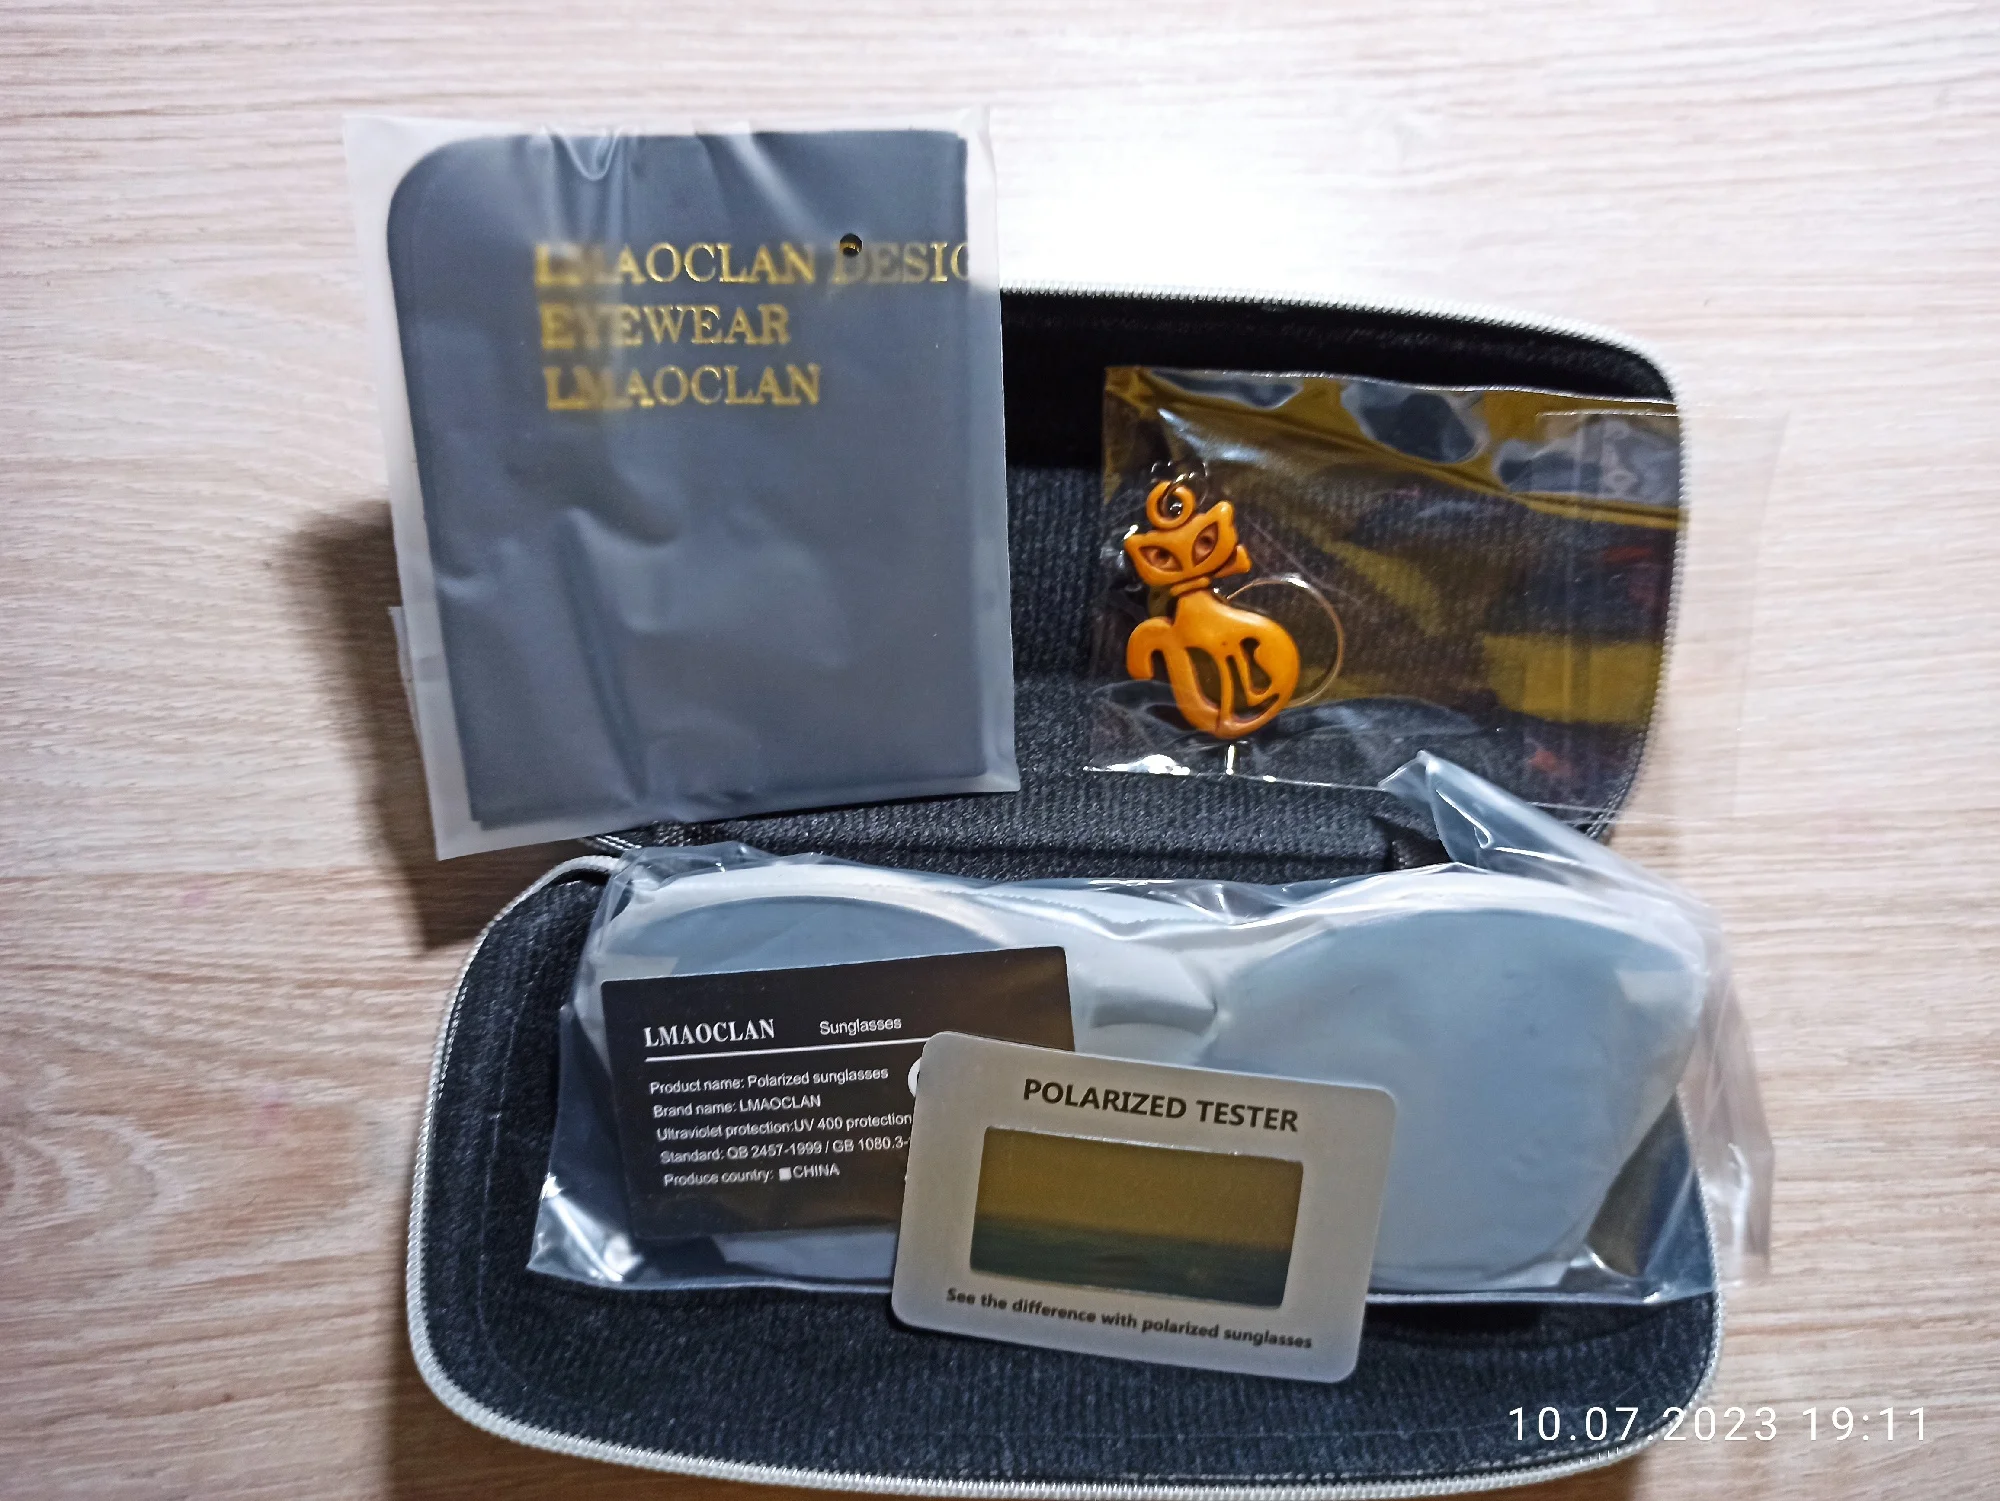 LMAOCLAN DESIG
EYEWEAR
LMAOCLAN
LMAOCLAN Sunglasses
Product name: Polarized sunglasses
Brand name: LMAOCLAN
Ultraviolet protection:UV 400 protection
Standard: QB 2457-1999 / GB 1080.3-
Produce country: CHINA
POLARIZED TESTER
See the difference with polarized sunglasses
10.07.2023 19:11